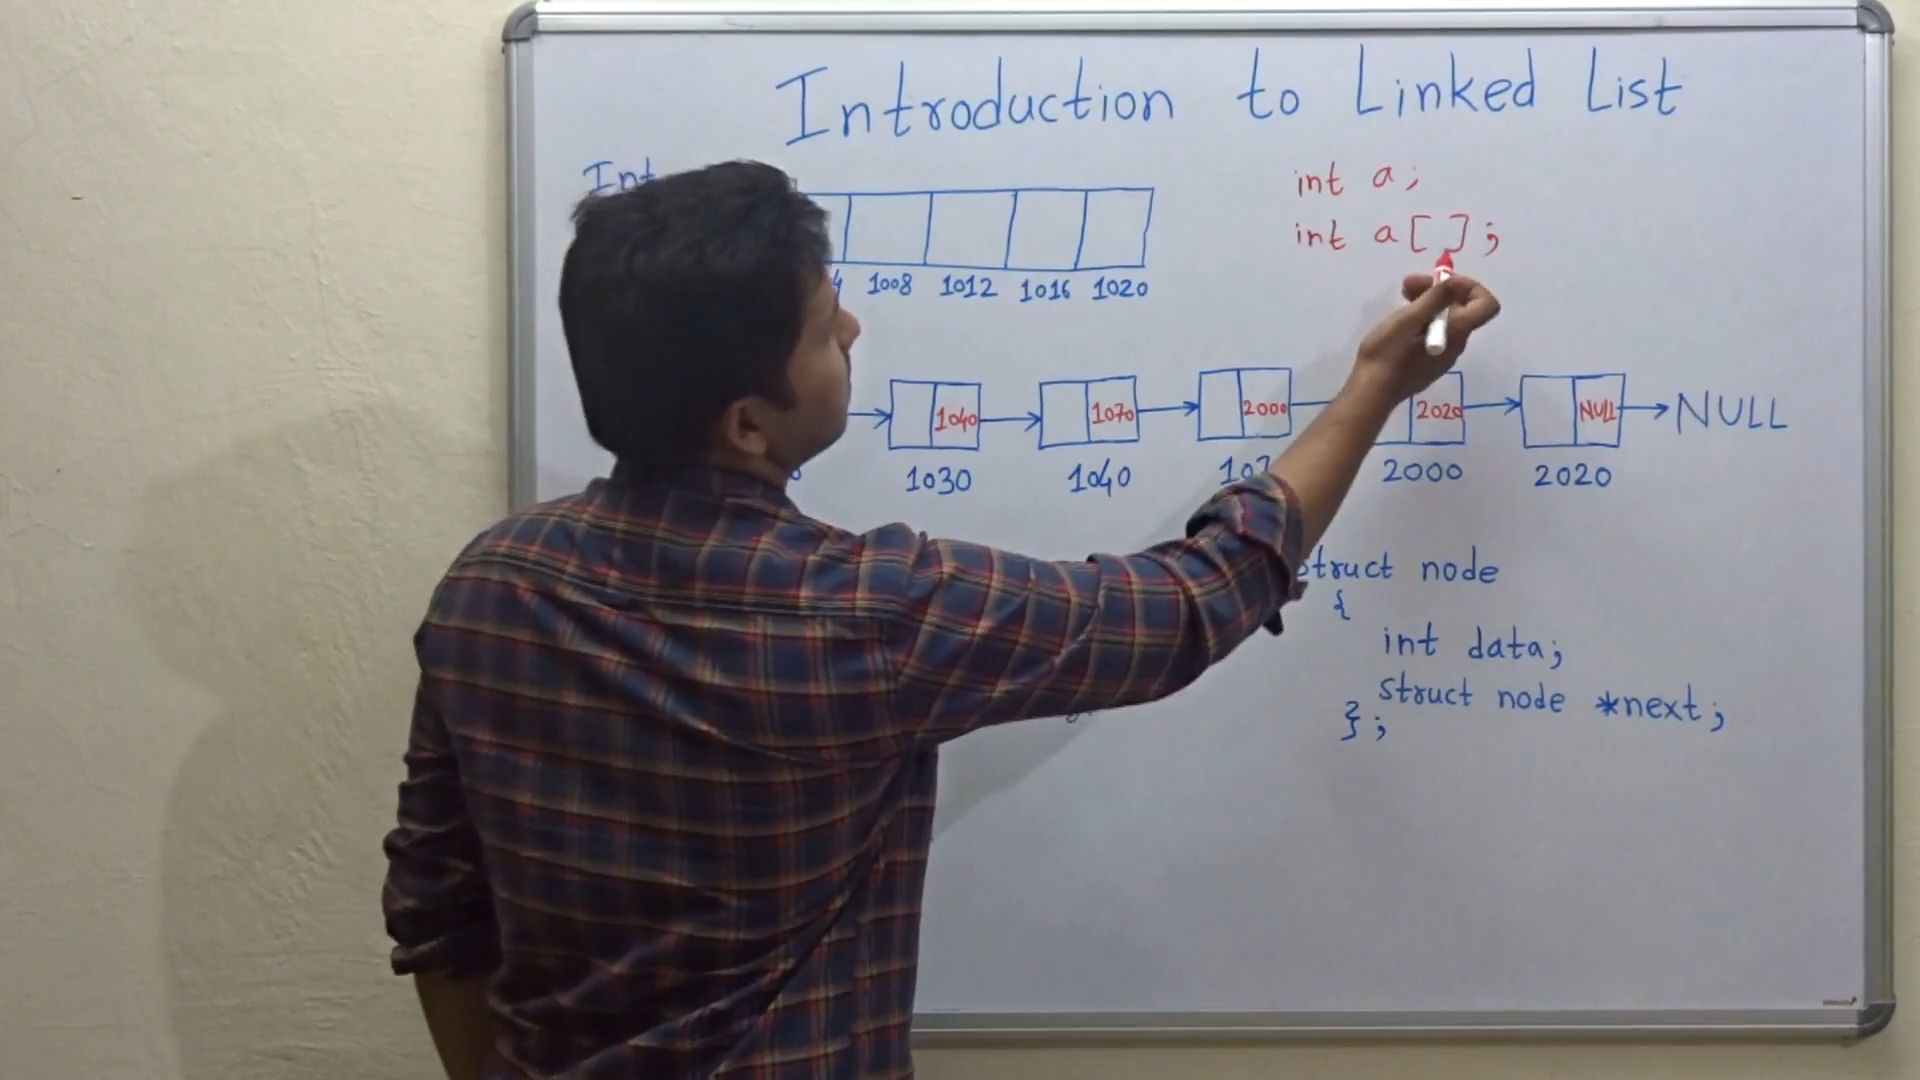 Introduction to Linked List
Int
int a;
int a[ ];
1008 1012 1016 1020
1040 1070 2000 2020 NULL NULL
1030 1040 2000 2020
struct node
{
int data;
struct node *next;
};